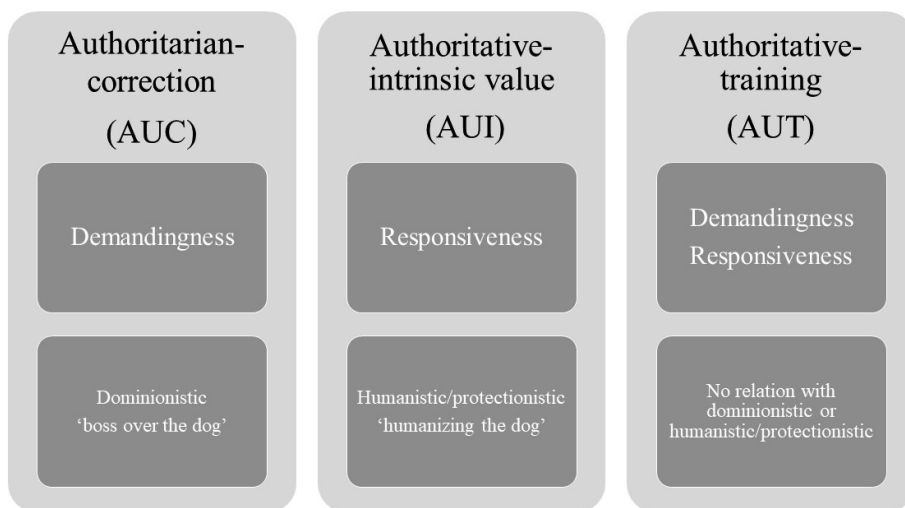 Authoritarian-
correction
(AUC)
Demandingness
Dominionistic
‘boss over the dog’
Authoritative-
intrinsic value
(AUI)
Responsiveness
Humanistic/protectionistic
‘humanizing the dog’
Authoritative-
training
(AUT)
Demandingness
Responsiveness
No relation with
dominionistic or
humanistic/protectionistic